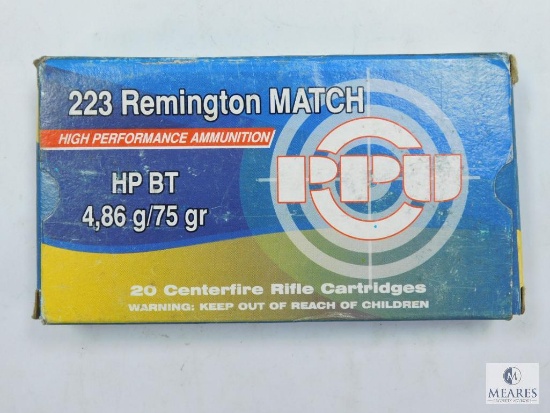 223 Remington MATCH
HIGH PERFORMANCE AMMUNITION
PPU
HP BT
4,86 g/75 gr
20 Centerfire Rifle Cartridges
WARNING: KEEP OUT OF REACH OF CHILDREN
M
MEARES